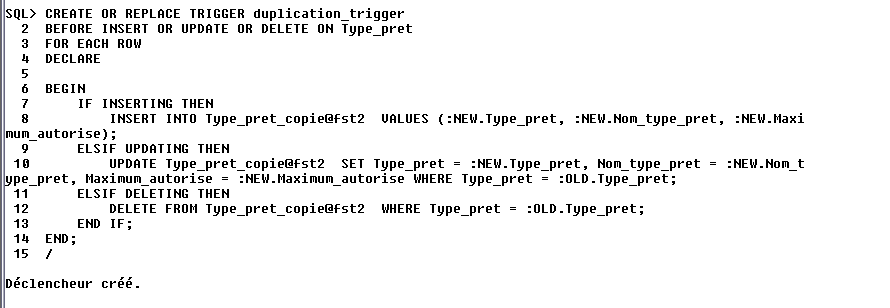 SQL> CREATE OR REPLACE TRIGGER duplication_trigger
  2  BEFORE INSERT OR UPDATE OR DELETE ON Type_pret
  3  FOR EACH ROW
  4  DECLARE
  5
  6  BEGIN
  7      IF INSERTING THEN
  8          INSERT INTO Type_pret_copie@fst2  VALUES (:NEW.Type_pret, :NEW.Nom_type_pret, :NEW.Maxi
mum_autorise);
  9      ELSIF UPDATING THEN
 10          UPDATE Type_pret_copie@fst2  SET Type_pret = :NEW.Type_pret, Nom_type_pret = :NEW.Nom_t
ype_pret, Maximum_autorise = :NEW.Maximum_autorise WHERE Type_pret = :OLD.Type_pret;
 11      ELSIF DELETING THEN
 12          DELETE FROM Type_pret_copie@fst2  WHERE Type_pret = :OLD.Type_pret;
 13      END IF;
 14  END;
 15  /
Déclencheur créé.